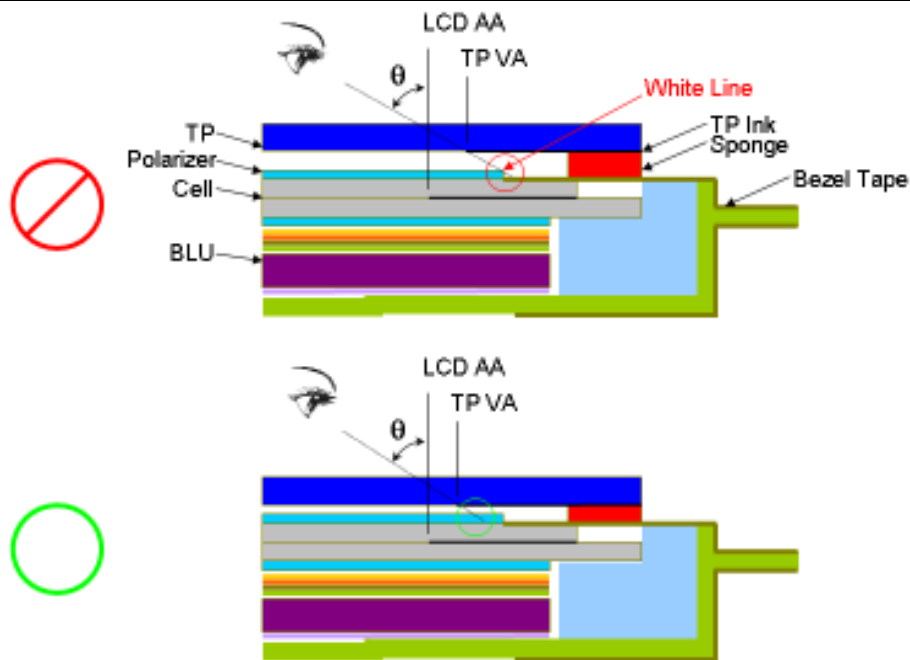 LCD AA
TP VA
θ
White Line
TP
TP Ink
Sponge
Polarizer
Bezel Tape
Cell
BLU
LCD AA
TP VA
θ